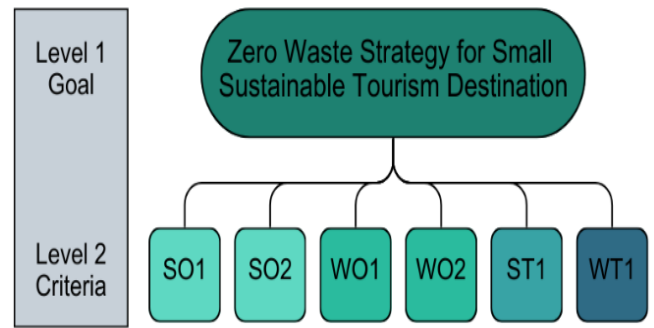 Level 1
Goal
Zero Waste Strategy for Small
Sustainable Tourism Destination
Level 2
Criteria
SO1
SO2
WO1
WO2
ST1
WT1